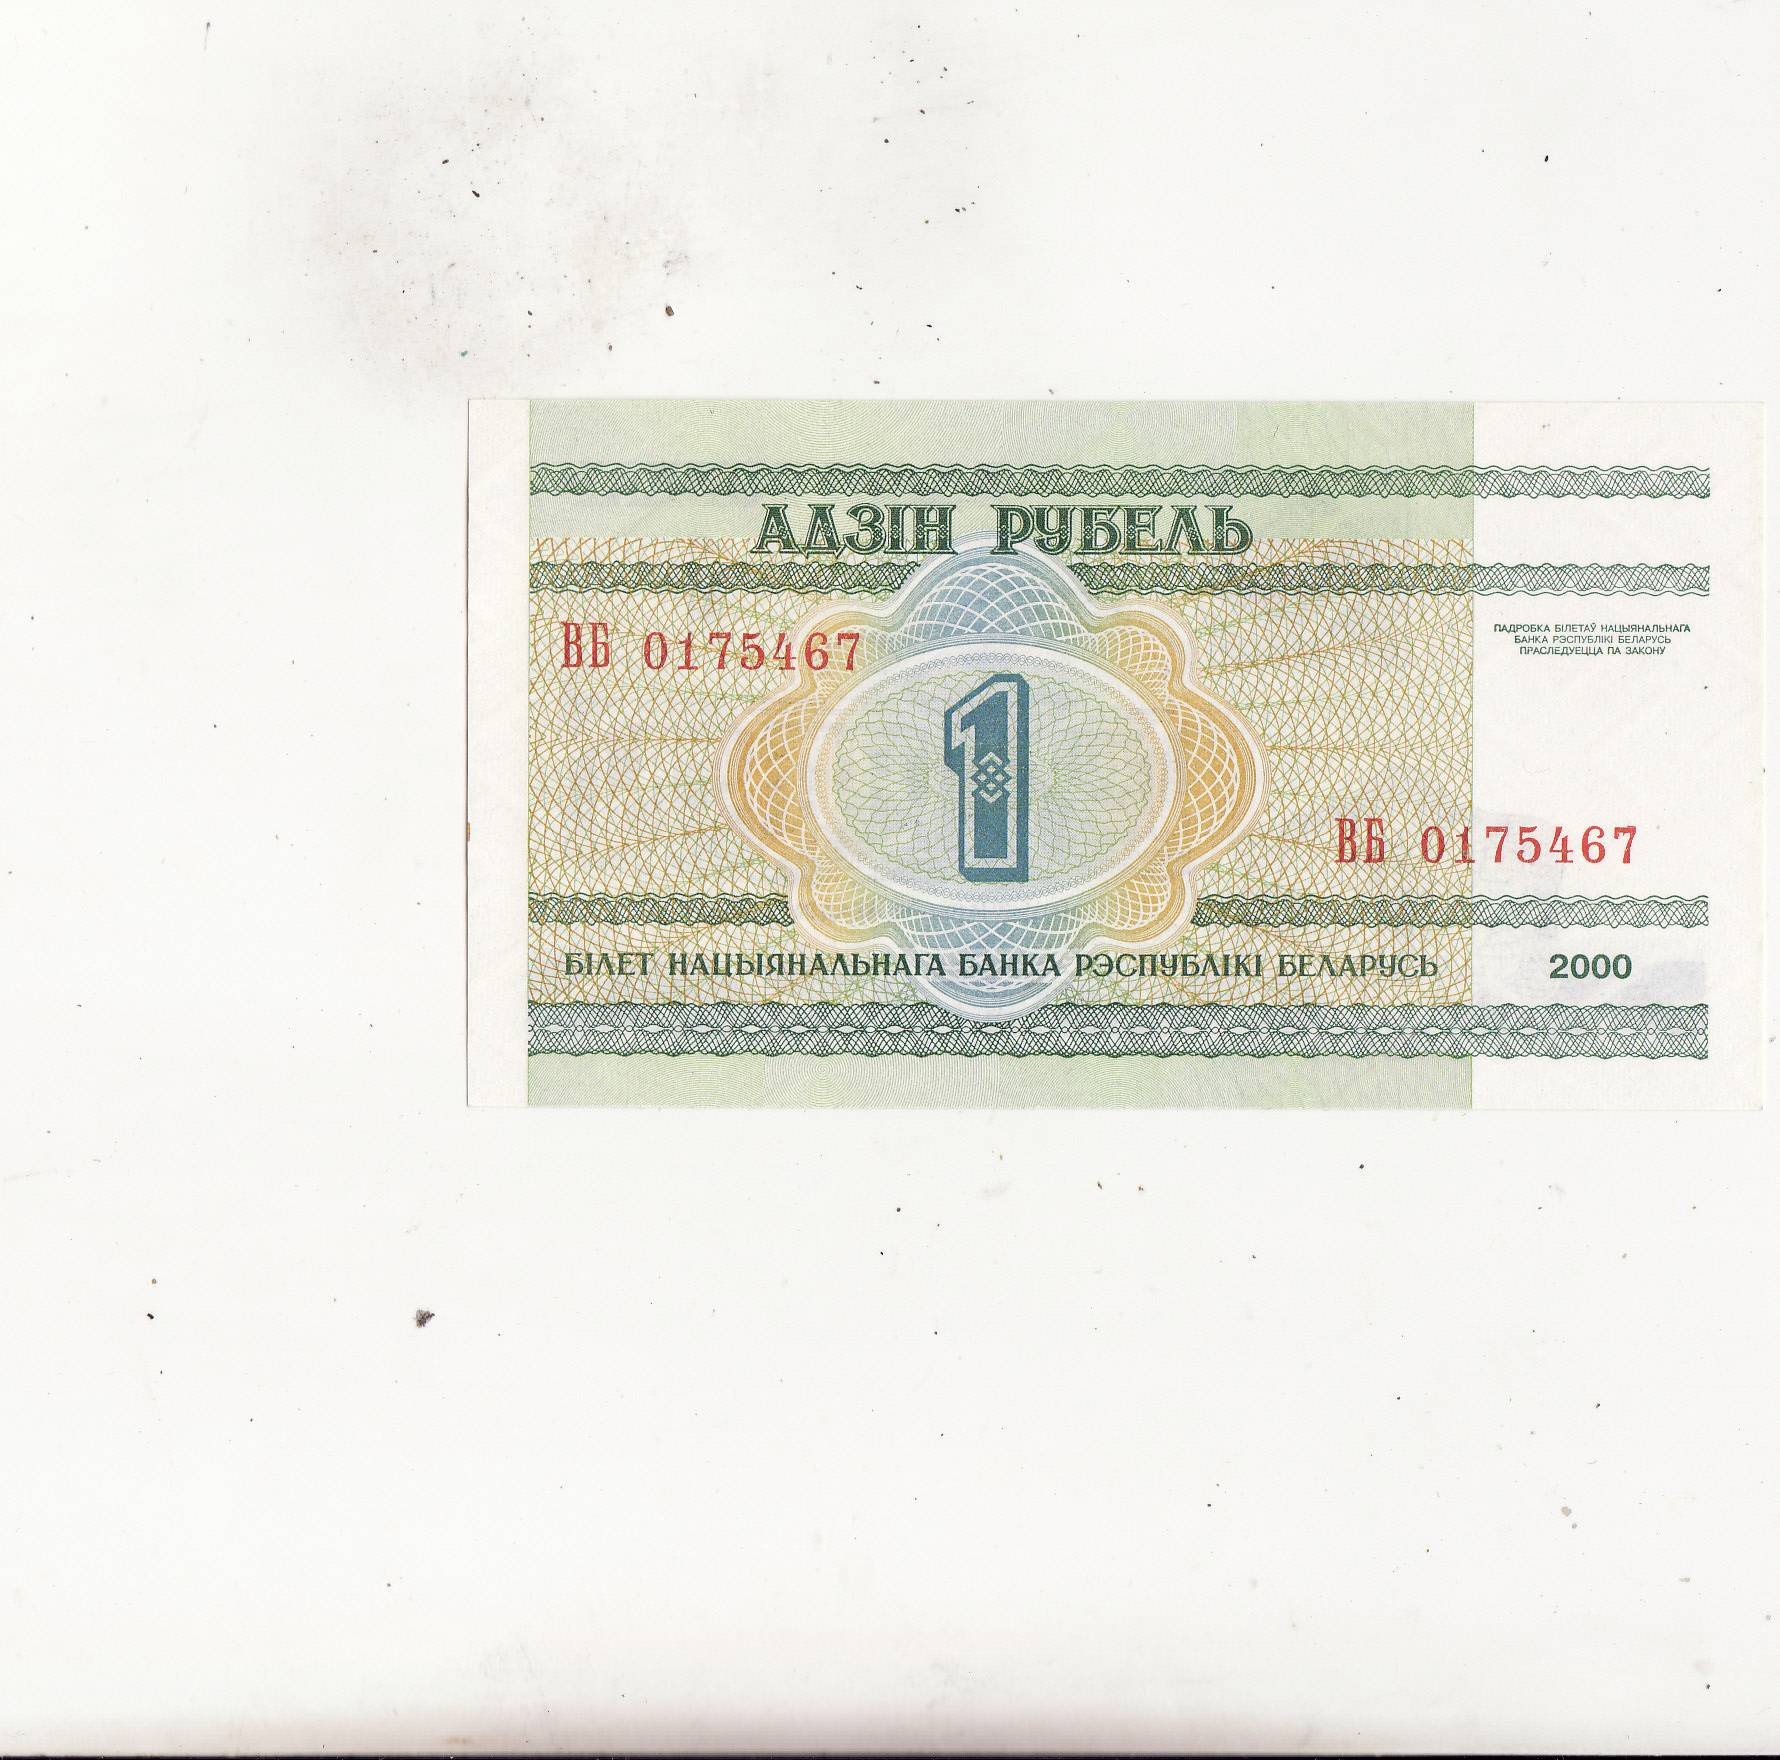 АДЗІН РУБЕЛЬ
ВБ 0175467
ПАДРОБКА БІЛЕТАЎ НАЦЫЯНАЛЬНАГА
БАНКА РЭСПУБЛІКІ БЕЛАРУСЬ
ПРАСЛЕДУЕЦЦА ПА ЗАКОНУ
1
ВБ 0175467
БІЛЕТ НАЦЫЯНАЛЬНАГА БАНКА РЭСПУБЛІКІ БЕЛАРУСЬ
2000